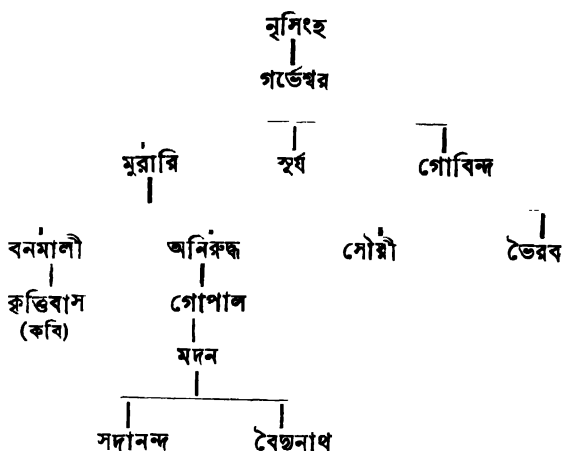 নৃসিংহ
গর্ভেশ্বর
মুরারি সূর্য গোবিন্দ
বনমালী অনিরুদ্ধ সৌরী ভৈরব
কৃত্তিবাস গোপাল
(কবি)
মদন
সদানন্দ বৈদ্যনাথ